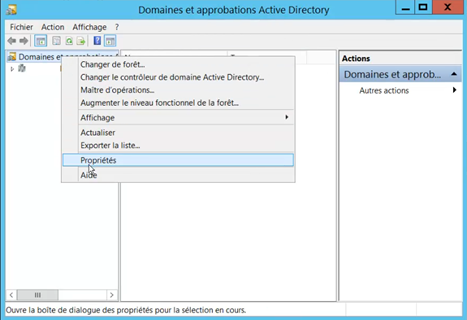 Domaines et approbations Active Directory
Fichier Action Affichage ?
Domaines et approbations
Changer de forêt...
Changer le contrôleur de domaine Active Directory...
Maître d'opérations...
Augmenter le niveau fonctionnel de la forêt...
Affichage
Actualiser
Exporter la liste...
Propriétés
Aide
Actions
Domaines et approb...
Autres actions
Ouvre la boîte de dialogue des propriétés pour la sélection en cours.